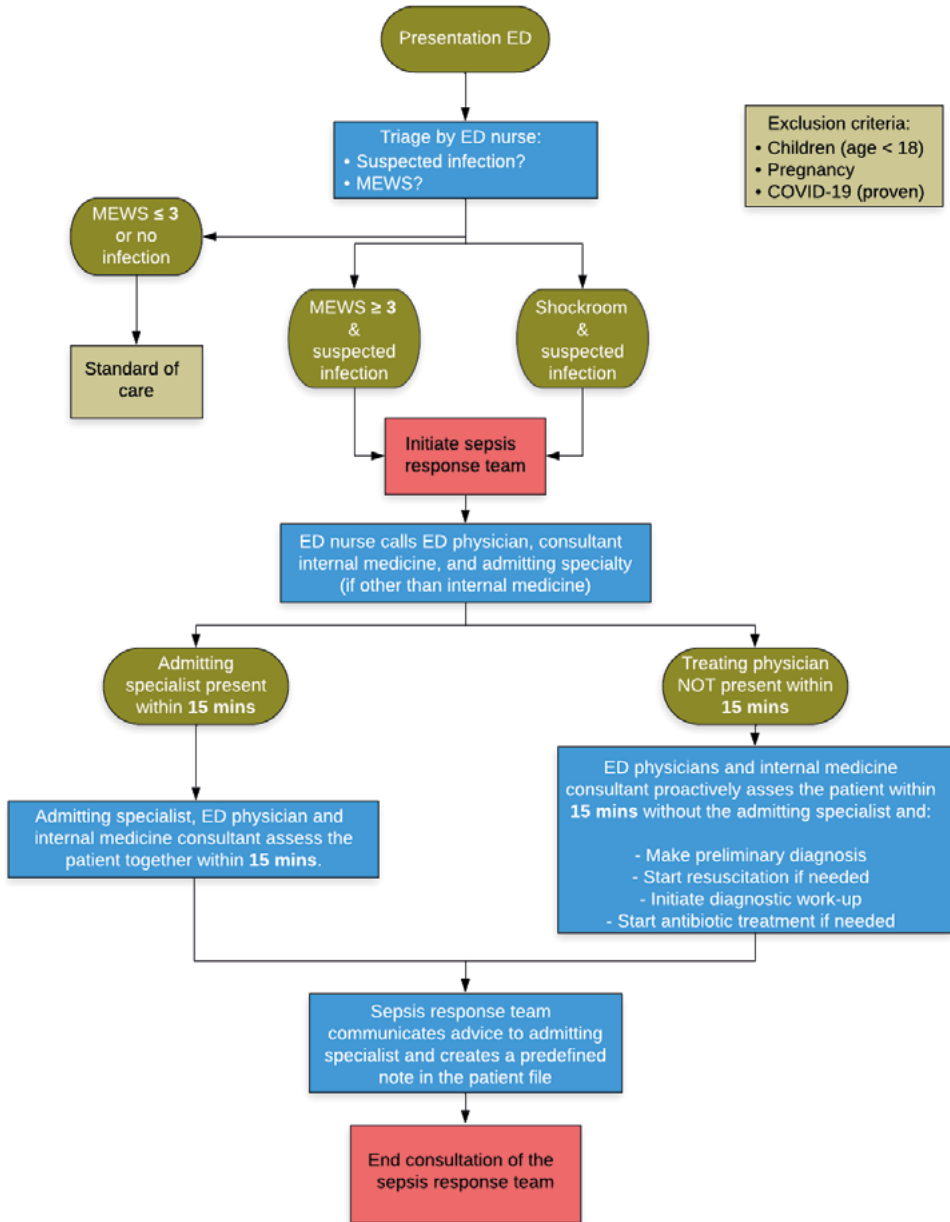 Presentation ED
Triage by ED nurse:
• Suspected infection?
• MEWS?
Exclusion criteria:
• Children (age < 18)
• Pregnancy
• COVID-19 (proven)
MEWS ≤ 3
or no
infection
MEWS ≥ 3
&
suspected
infection
Shockroom
&
suspected
infection
Standard of
care
Initiate sepsis
response team
ED nurse calls ED physician, consultant
internal medicine, and admitting specialty
(if other than internal medicine)
Admitting
specialist present
within 15 mins
Treating physician
NOT present within
15 mins
Admitting specialist, ED physician and
internal medicine consultant assess the
patient together within 15 mins.
ED physicians and internal medicine
consultant proactively asses the patient within
15 mins without the admitting specialist and:
- Make preliminary diagnosis
- Start resuscitation if needed
- Initiate diagnostic work-up
- Start antibiotic treatment if needed
Sepsis response team
communicates advice to admitting
specialist and creates a predefined
note in the patient file
End consultation of the
sepsis response team